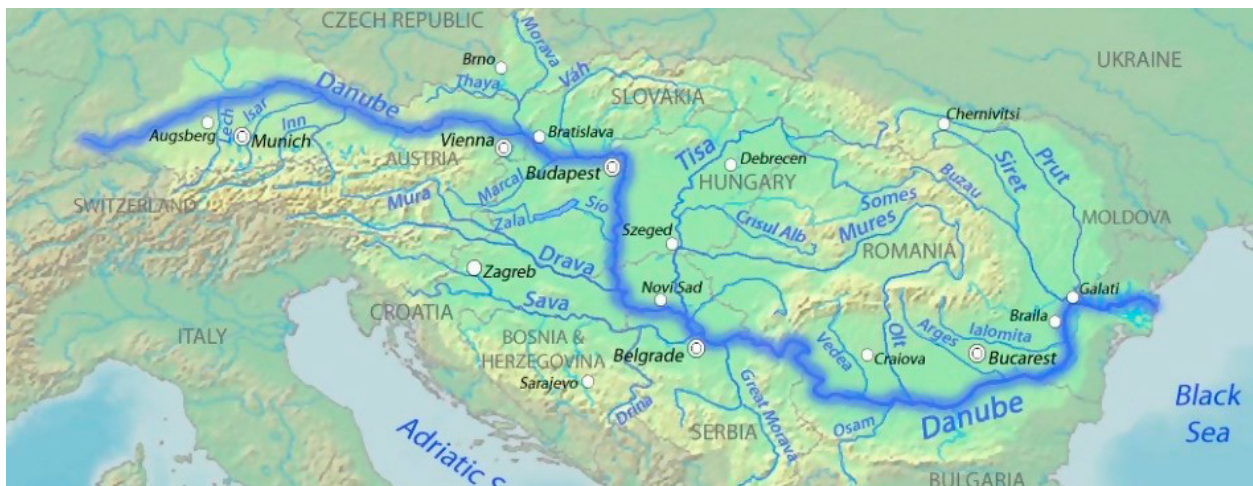 CZECH REPUBLIC
Morava
UKRAINE
Brno
Thaya
Váh
SLOVAKIA
Danube
Chernivitsi
Augsberg
Lech
Isar
Inn
Munich
Vienna
Bratislava
AUSTRIA
Budapest
Tisa
Debrecen
HUNGARY
Buzau
Siret
Prut
SWITZERLAND
Mura
Marcal
Zala
Sio
Somes
Mures
Crisul Alb
MOLDOVA
Szeged
ROMANIA
Drava
Zagreb
Sava
Novi Sad
Galati
CROATIA
Braila
ITALY
BOSNIA &
HERZEGOVINA
Belgrade
Vedea
Craiova
Olt
Arges
Ialomita
Bucarest
Sarajevo
Drina
Great Morava
Danube
Black
Sea
Adriatic S
SERBIA
Osam
BULGARIA